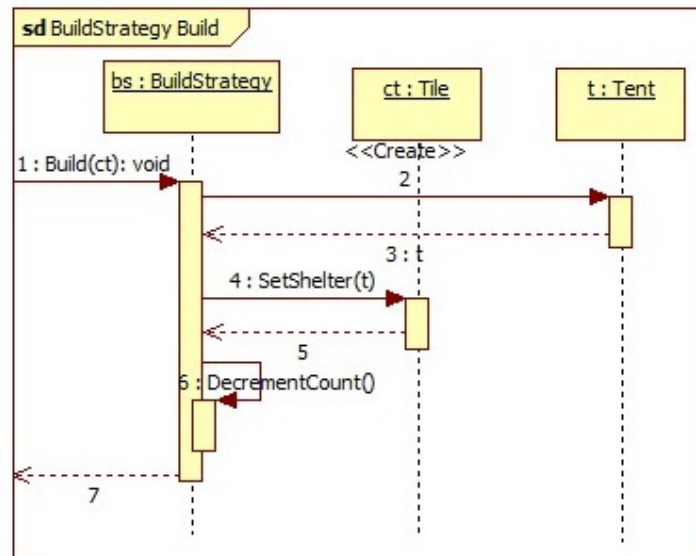 sd BuildStrategy Build
bs : BuildStrategy
ct : Tile
t : Tent
<<Create>>
1 : Build(ct): void
2
3 : t
4 : SetShelter(t)
5
6 : DecrementCount()
7